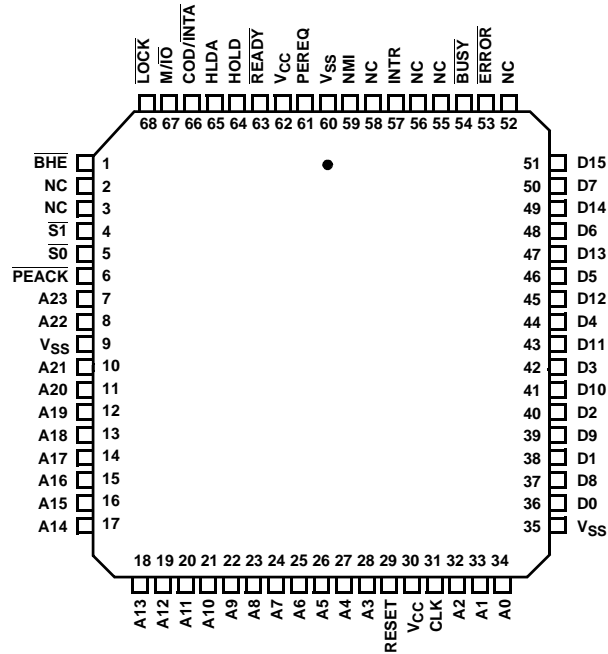 LOCK M/IO COD/INTA HLDA HOLD READY VCC PEREQ VSS NMI NC INTR NC NC BUSY ERROR NC
68 67 66 65 64 63 62 61 60 59 58 57 56 55 54 53 52
BHE 1 51 D15
NC 2 50 D7
NC 3 49 D14
S1 4 48 D6
S0 5 47 D13
PEACK 6 46 D5
A23 7 45 D12
A22 8 44 D4
VSS 9 43 D11
A21 10 42 D3
A20 11 41 D10
A19 12 40 D2
A18 13 39 D9
A17 14 38 D1
A16 15 37 D8
A15 16 36 D0
A14 17 35 VSS
18 19 20 21 22 23 24 25 26 27 28 29 30 31 32 33 34
A13 A12 A11 A10 A9 A8 A7 A6 A5 A4 A3 RESET VCC CLK A2 A1 A0